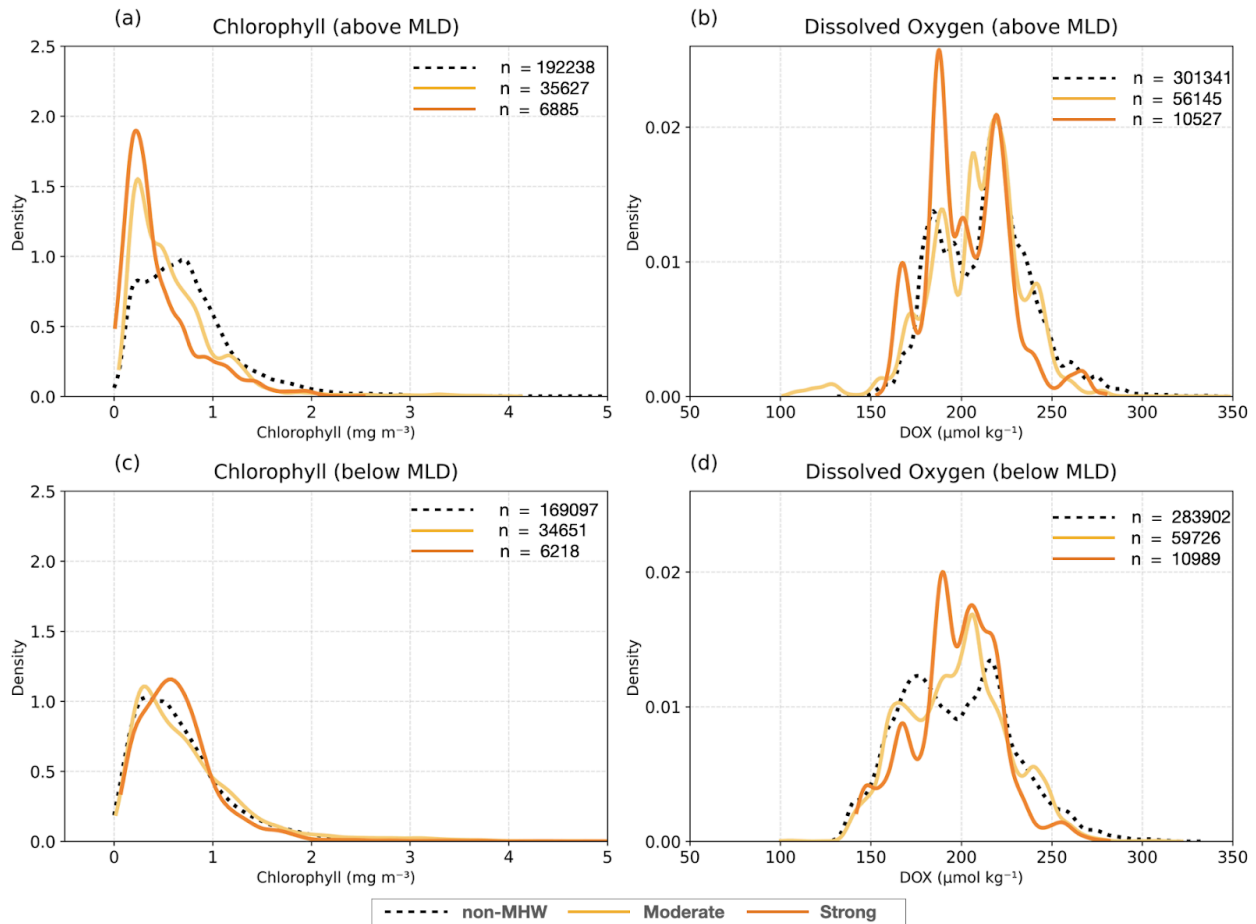 (a)
Chlorophyll (above MLD)
2.5
2.0
1.5
1.0
0.5
0.0
Density
n = 192238
n = 35627
n = 6885
0 1 2 3 4 5
Chlorophyll (mg m⁻³)
(b)
Dissolved Oxygen (above MLD)
0.02
0.01
0.00
Density
n = 301341
n = 56145
n = 10527
50 100 150 200 250 300 350
DOX (μmol kg⁻¹)
(c)
Chlorophyll (below MLD)
2.5
2.0
1.5
1.0
0.5
0.0
Density
n = 169097
n = 34651
n = 6218
0 1 2 3 4 5
Chlorophyll (mg m⁻³)
(d)
Dissolved Oxygen (below MLD)
0.02
0.01
0.00
Density
n = 283902
n = 59726
n = 10989
50 100 150 200 250 300 350
DOX (μmol kg⁻¹)
non-MHW Moderate Strong